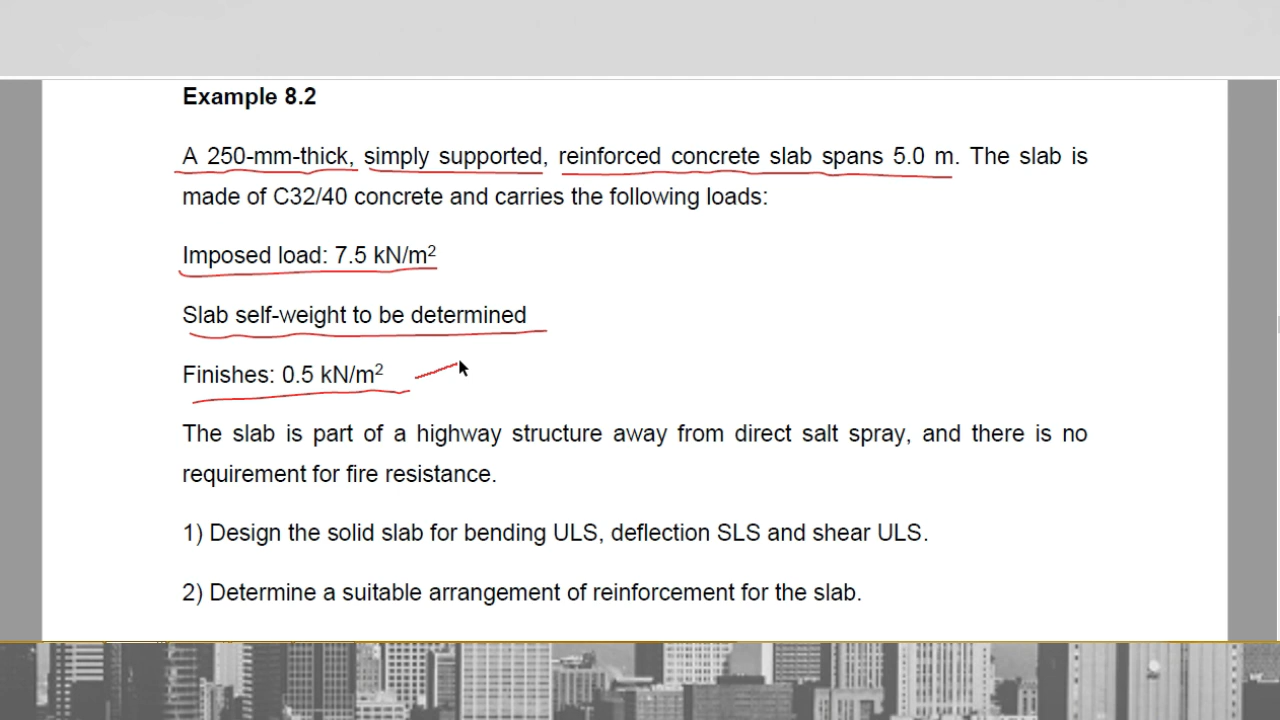 Example 8.2
A 250-mm-thick, simply supported, reinforced concrete slab spans 5.0 m. The slab is
made of C32/40 concrete and carries the following loads:
Imposed load: 7.5 kN/m²
Slab self-weight to be determined
Finishes: 0.5 kN/m²
The slab is part of a highway structure away from direct salt spray, and there is no
requirement for fire resistance.
1) Design the solid slab for bending ULS, deflection SLS and shear ULS.
2) Determine a suitable arrangement of reinforcement for the slab.